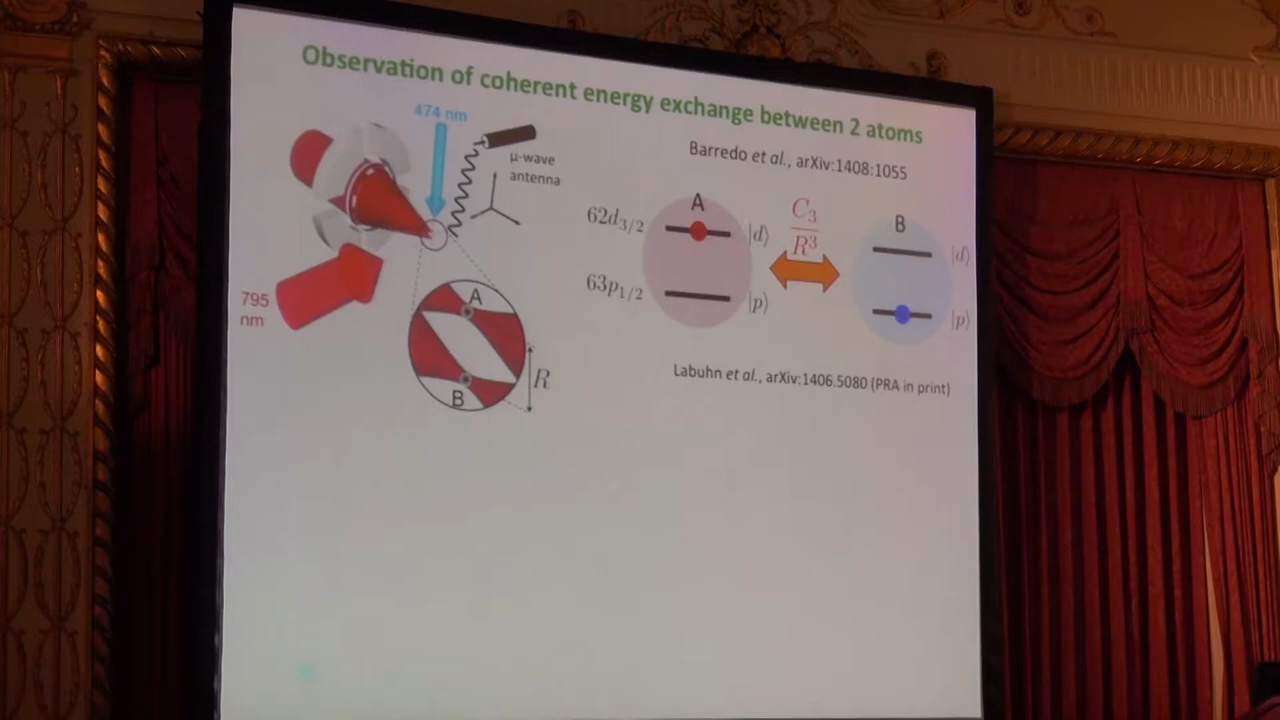 Observation of coherent energy exchange between 2 atoms
474 nm
μ-wave
antenna
795
nm
A
B
R
Barredo et al., arXiv:1408:1055
62d3/2
63p1/2
A
|d⟩
|p⟩
C3
R3
B
|d⟩
|p⟩
Labuhn et al., arXiv:1406.5080 (PRA in print)